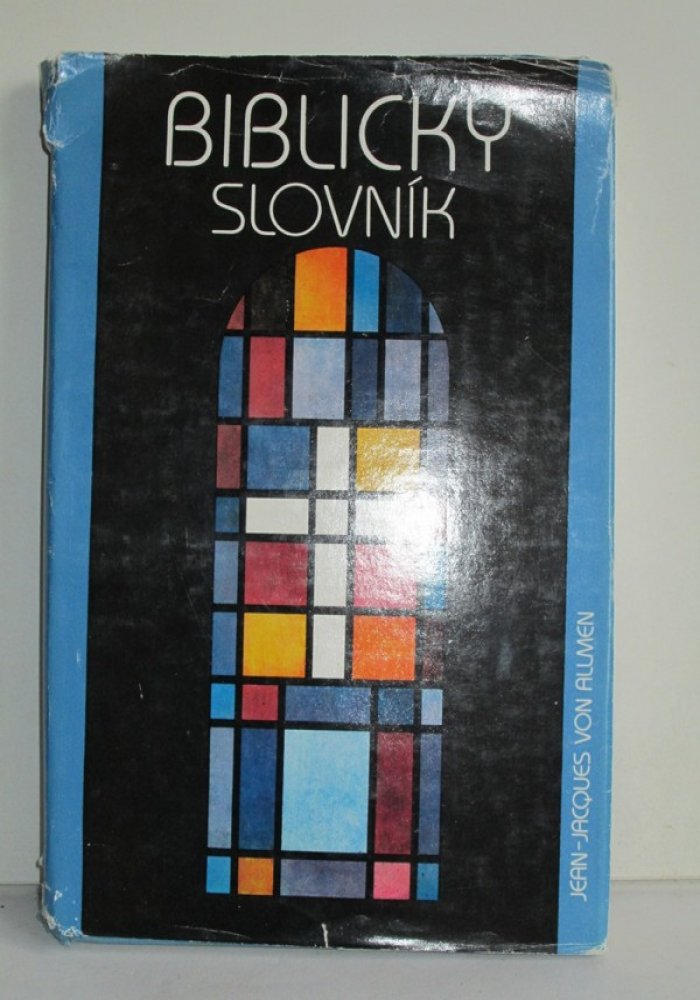 BIBLICKÝ
SLOVNÍK
JEAN-JACQUES VON ALLMEN